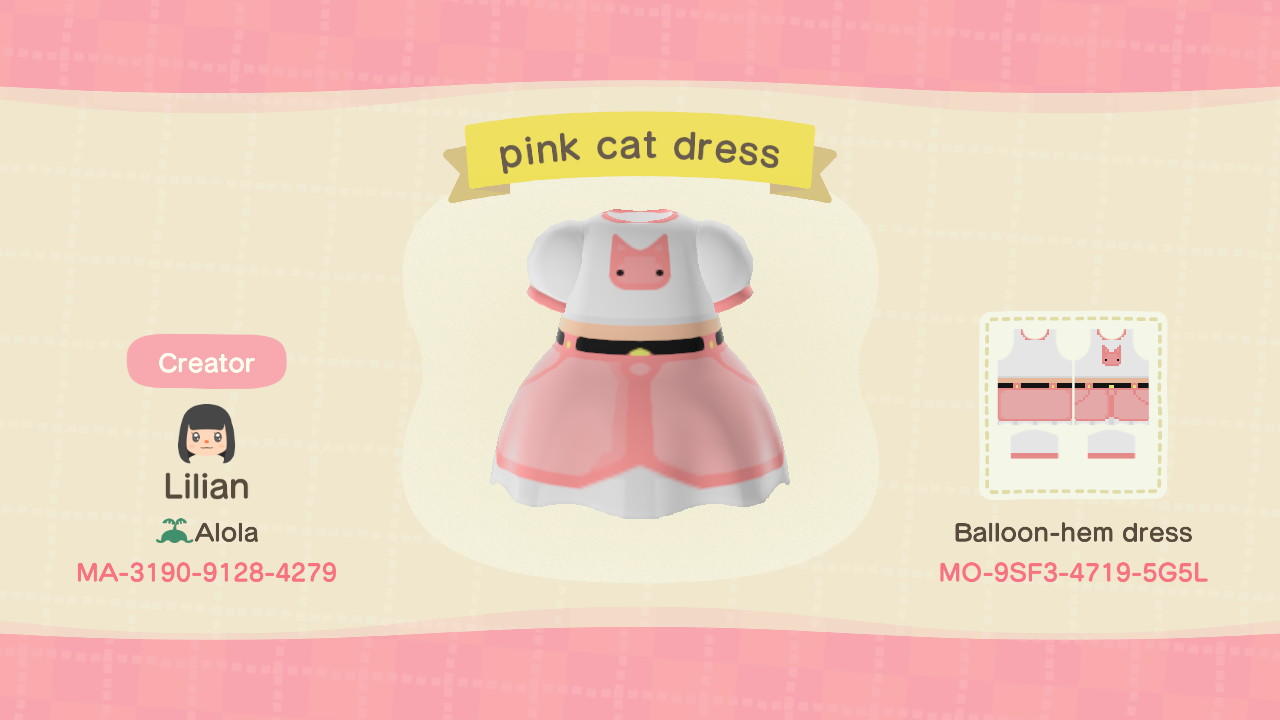 pink cat dress
Creator
Lilian
Alola
MA-3190-9128-4279
Balloon-hem dress
MO-9SF3-4719-5G5L